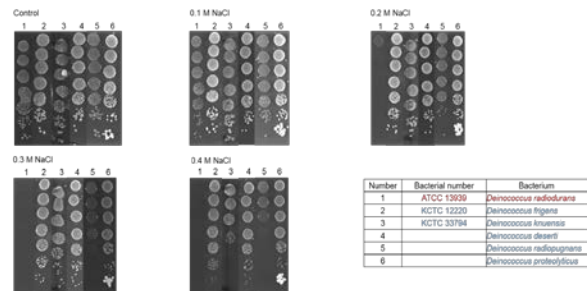 Control
1 2 3 4 5 6
0.1 M NaCl
1 2 3 4 5 6
0.2 M NaCl
1 2 3 4 5 6
0.3 M NaCl
1 2 3 4 5 6
0.4 M NaCl
1 2 3 4 5 6
Number Bacterial number Bacterium
1 ATCC 13939 Deinococcus radiodurans
2 KCTC 12220 Deinococcus frigens
3 KCTC 33794 Deinococcus knuensis
4 Deinococcus deserti
5 Deinococcus radiopugnans
6 Deinococcus proteolyticus